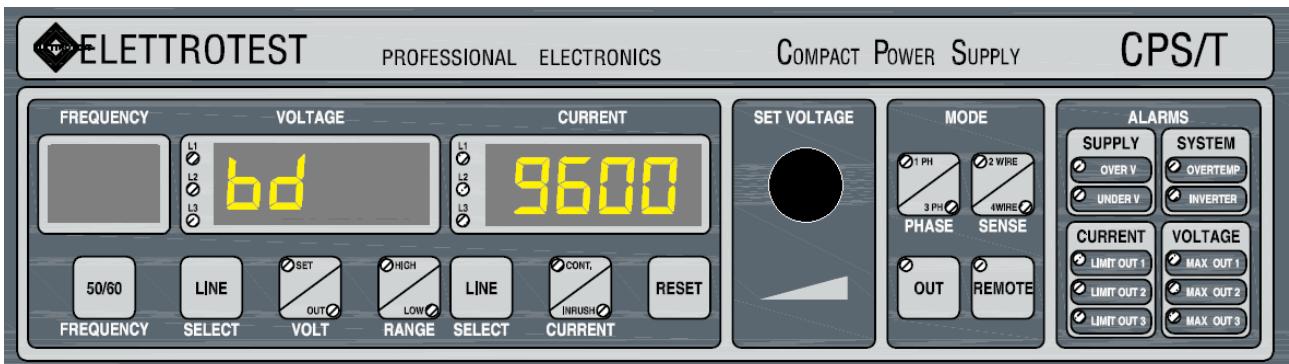 ELETTROTEST PROFESSIONAL ELECTRONICS COMPACT POWER SUPPLY CPS/T
FREQUENCY VOLTAGE CURRENT
L1
L2
L3
bd
L1
L2
L3
9600
50/60
FREQUENCY
LINE
SELECT
SET
OUT
VOLT
HIGH
LOW
RANGE
LINE
SELECT
CONT,
INRUSH
CURRENT
RESET
SET VOLTAGE
MODE
1 PH
3 PH
PHASE
2 WIRE
4WIRE
SENSE
OUT
REMOTE
ALARMS
SUPPLY
OVER V
UNDER V
SYSTEM
OVERTEMP
INVERTER
CURRENT
LIMIT OUT 1
LIMIT OUT 2
LIMIT OUT 3
VOLTAGE
MAX OUT 1
MAX OUT 2
MAX OUT 3